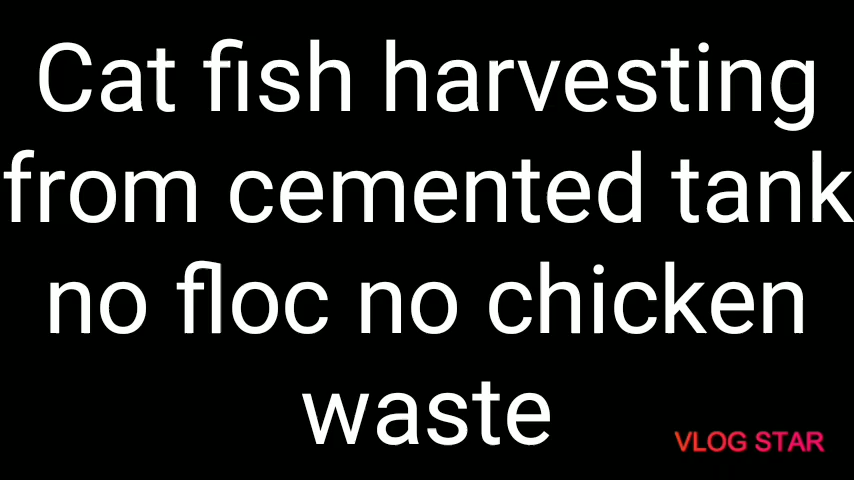 Cat fish harvesting
from cemented tank
no floc no chicken
waste
VLOG STAR